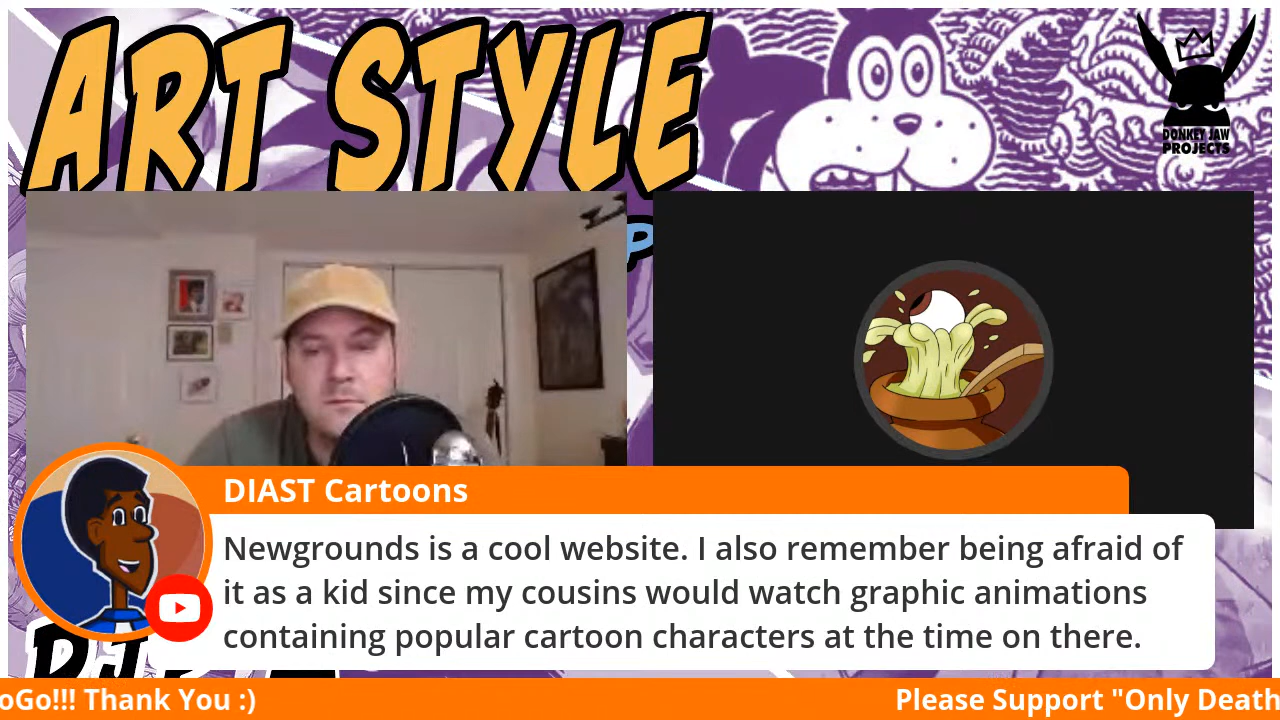 ART STYLE
DONKEY JAW
PROJECTS
P
DIAST Cartoons
Newgrounds is a cool website. I also remember being afraid of
it as a kid since my cousins would watch graphic animations
containing popular cartoon characters at the time on there.
oGo!!! Thank You :)
Please Support "Only Death